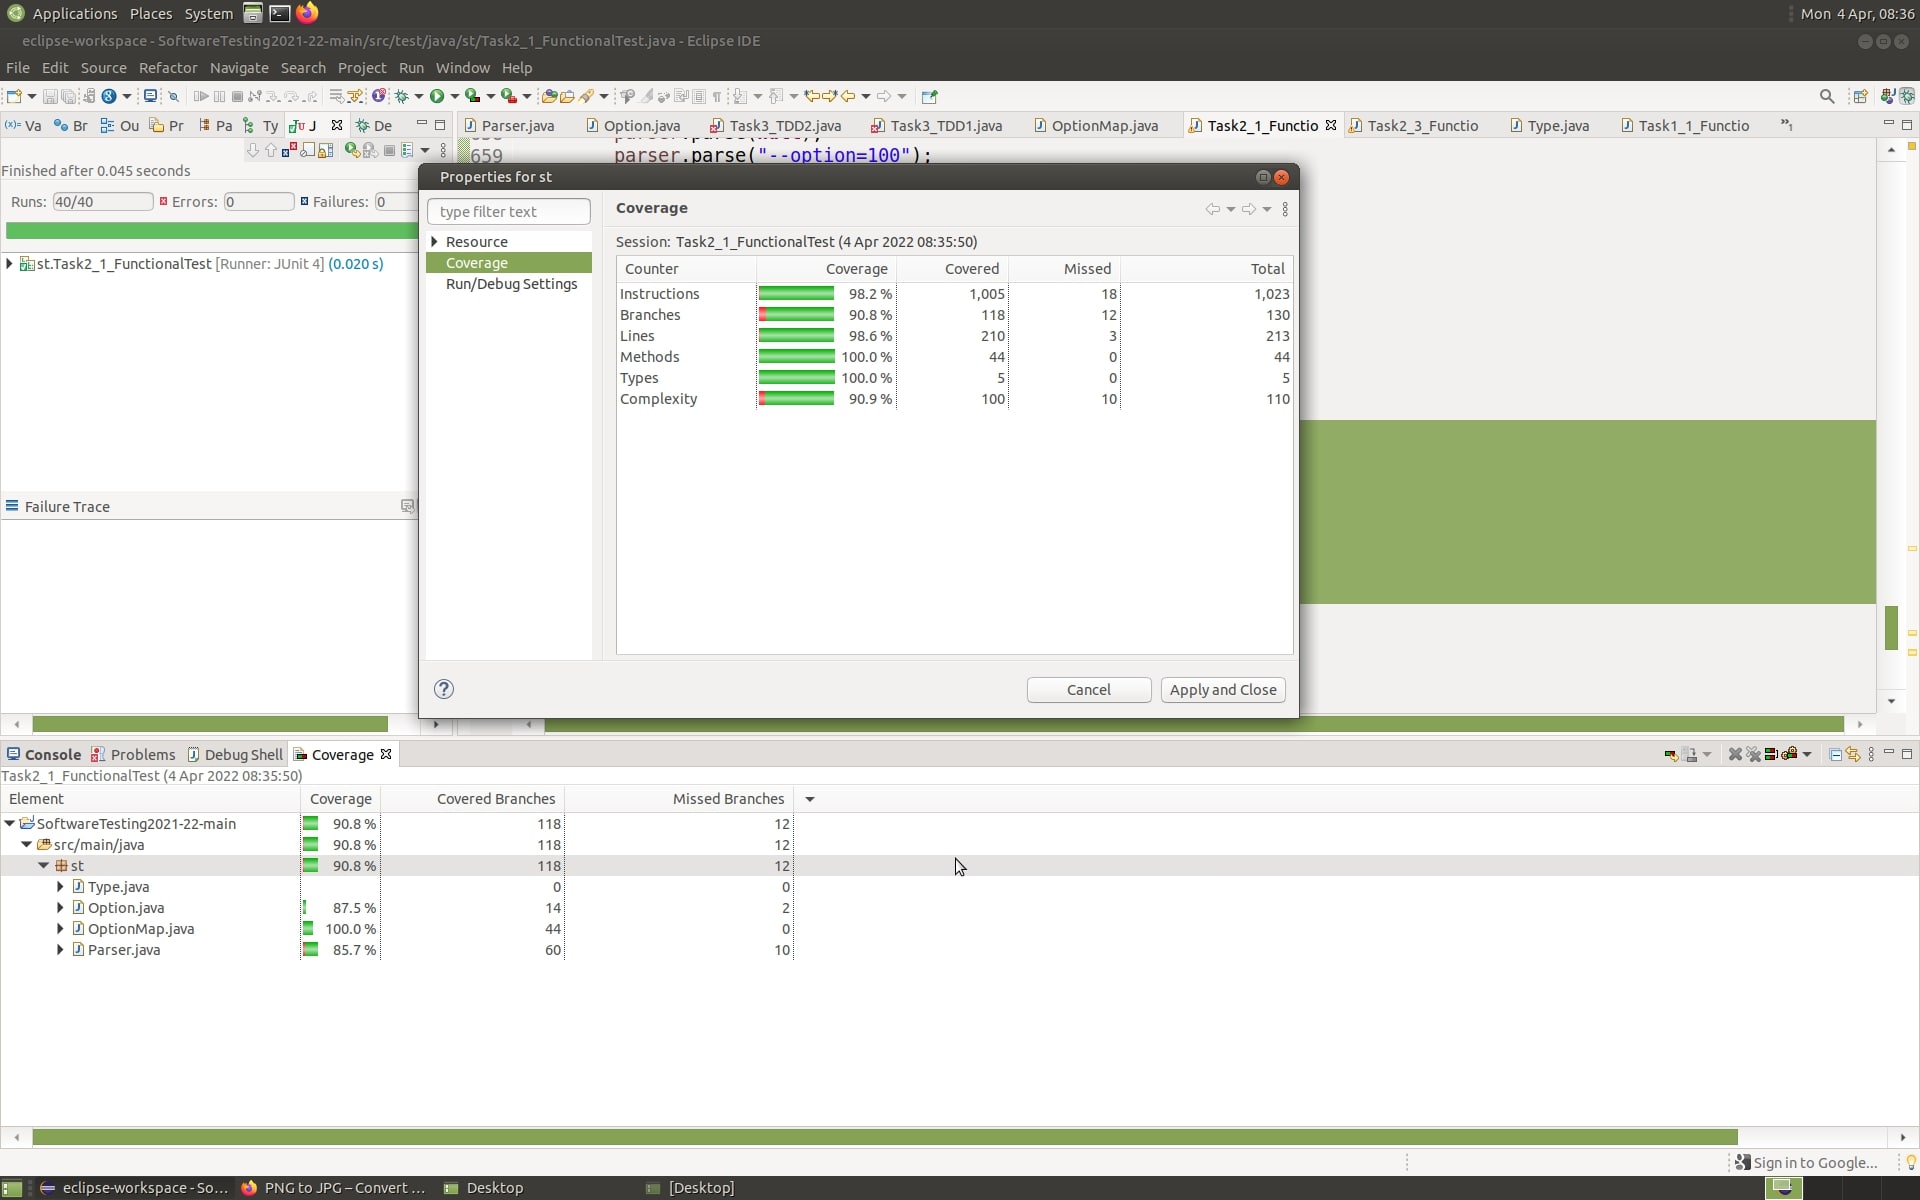 Applications Places System
Mon 4 Apr, 08:36
eclipse-workspace - SoftwareTesting2021-22-main/src/test/java/st/Task2_1_FunctionalTest.java - Eclipse IDE
File Edit Source Refactor Navigate Search Project Run Window Help
(x)= Va Br Ou Pr Pa Ty J De
Parser.java Option.java Task3_TDD2.java Task3_TDD1.java OptionMap.java Task2_1_Functio Task2_3_Functio Type.java Task1_1_Functio »1
659 parser.parse("--option=100");
Finished after 0.045 seconds
Runs: 40/40 Errors: 0 Failures: 0
st.Task2_1_FunctionalTest [Runner: JUnit 4] (0.020 s)
Failure Trace
Properties for st
type filter text
Resource
Coverage
Run/Debug Settings
Coverage
Session: Task2_1_FunctionalTest (4 Apr 2022 08:35:50)
Counter Coverage Covered Missed Total
Instructions 98.2 % 1,005 18 1,023
Branches 90.8 % 118 12 130
Lines 98.6 % 210 3 213
Methods 100.0 % 44 0 44
Types 100.0 % 5 0 5
Complexity 90.9 % 100 10 110
? Cancel Apply and Close
Console Problems Debug Shell Coverage
Task2_1_FunctionalTest (4 Apr 2022 08:35:50)
Element Coverage Covered Branches Missed Branches
SoftwareTesting2021-22-main 90.8 % 118 12
src/main/java 90.8 % 118 12
st 90.8 % 118 12
Type.java 0 0
Option.java 87.5 % 14 2
OptionMap.java 100.0 % 44 0
Parser.java 85.7 % 60 10
Sign in to Google...
eclipse-workspace - So... PNG to JPG – Convert ... Desktop [Desktop]